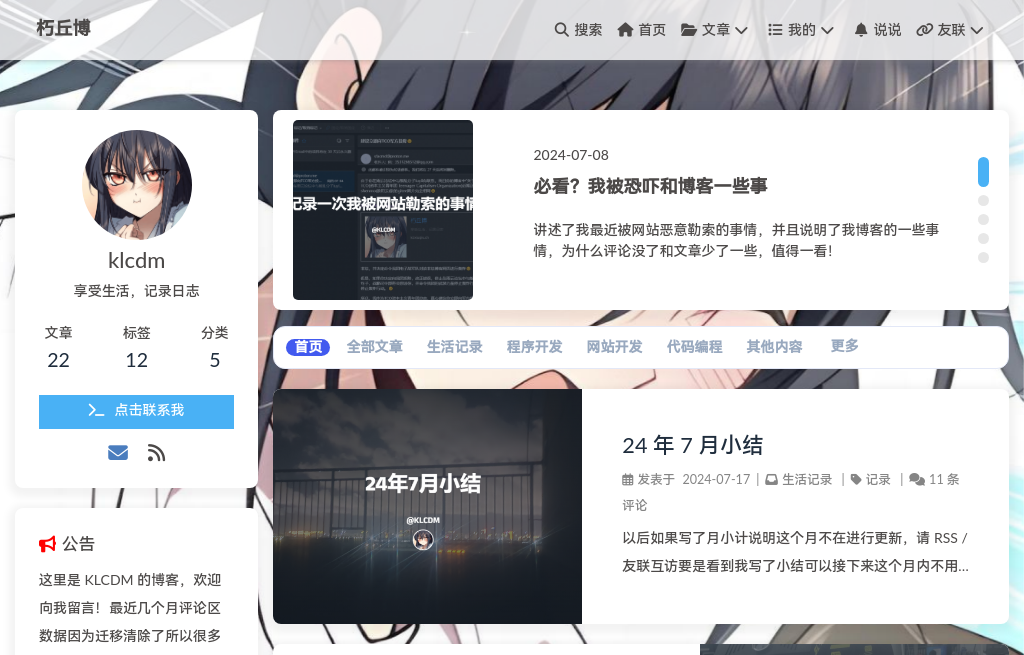 朽丘博
搜索 首页 文章 我的 说说 友联
klcdm
享受生活，记录日志
文章 标签 分类
22 12 5
点击联系我
公告
这里是 KLCDM 的博客，欢迎
向我留言！最近几个月评论区
数据因为迁移清除了所以很多
记录一次我被网站勒索的事情
@KLCDM
2024-07-08
必看？我被恐吓和博客一些事
讲述了我最近被网站恶意勒索的事情，并且说明了我博客的一些事
情，为什么评论没了和文章少了一些，值得一看！
首页 全部文章 生活记录 程序开发 网站开发 代码编程 其他内容 更多
24年7月小结
@KLCDM
24 年 7 月小结
发表于 2024-07-17 | 生活记录 | 记录 | 11 条
评论
以后如果写了月小计说明这个月不在进行更新，请 RSS /
友联互访要是看到我写了小结可以接下来这个月内不用...